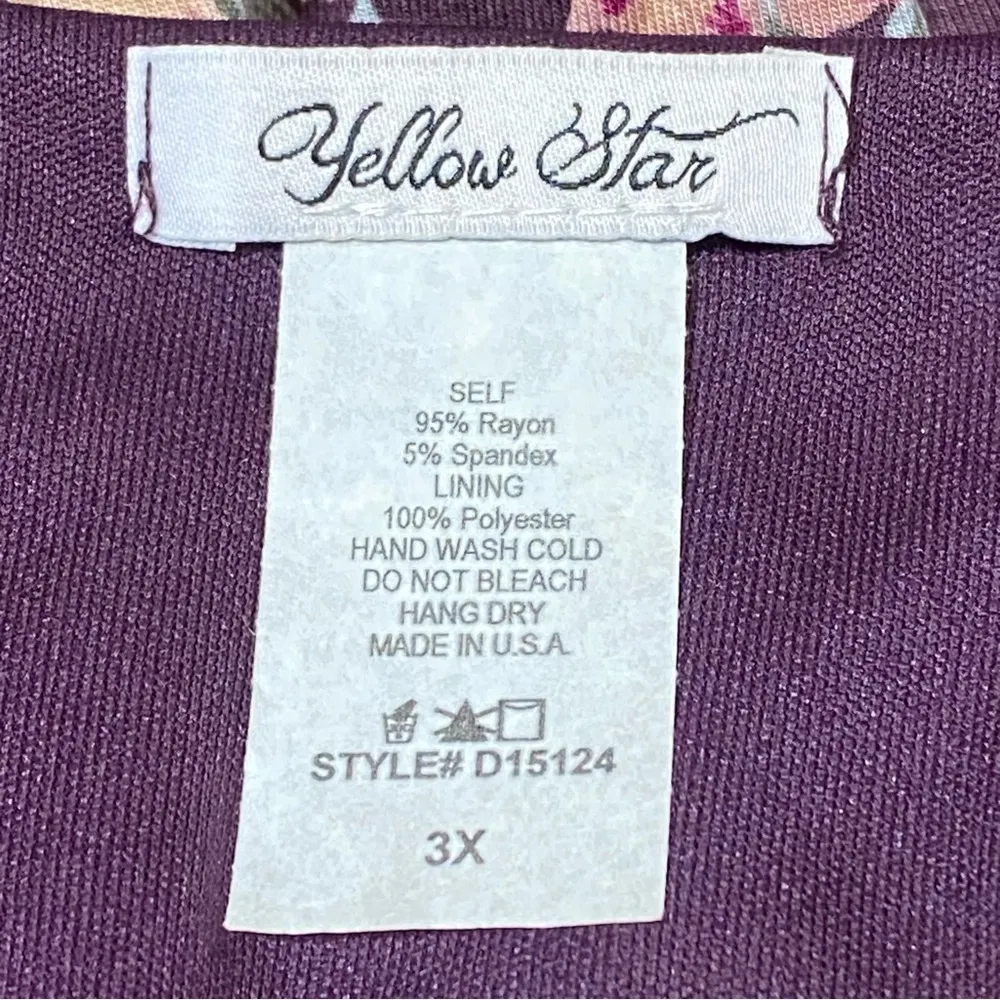 Yellow Star
SELF
95% Rayon
5% Spandex
LINING
100% Polyester
HAND WASH COLD
DO NOT BLEACH
HANG DRY
MADE IN U.S.A.
STYLE# D15124
3X